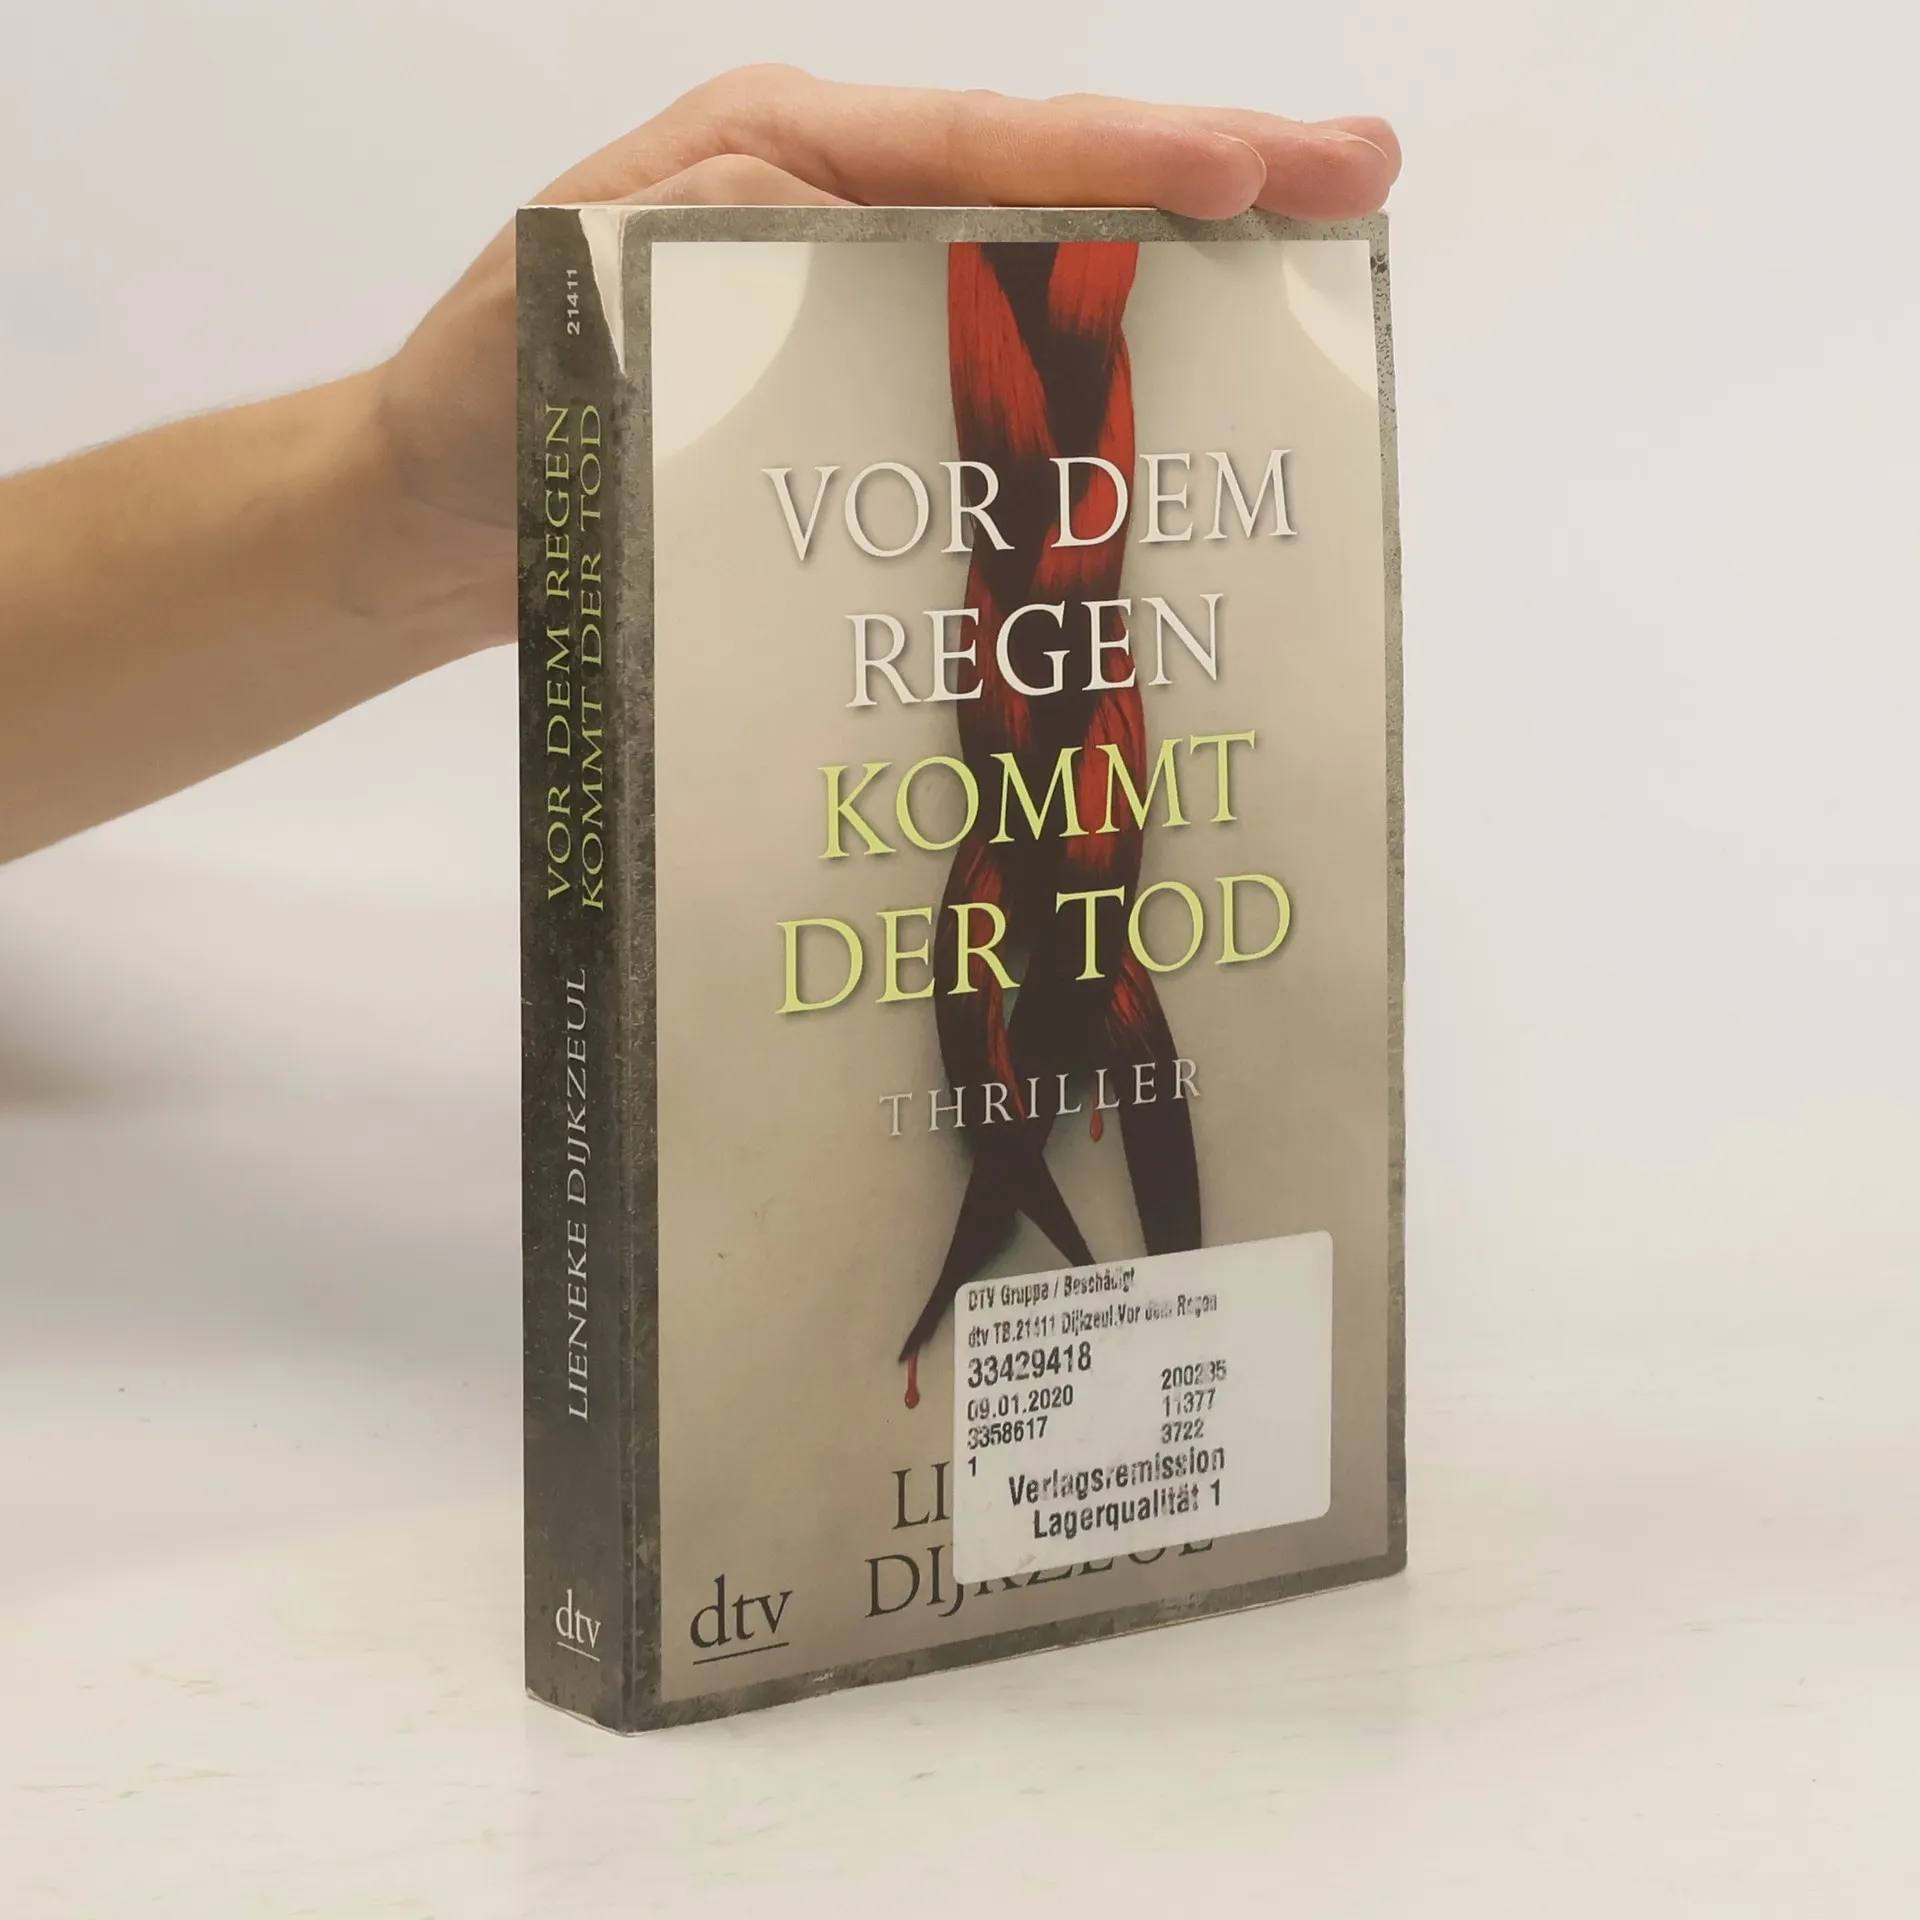 21411
VOR DEM REGEN
KOMMT DER TOD
LIENEKE DIJKZEUL
dtv
VOR DEM
REGEN
KOMMT
DER TOD
THRILLER
DTV Gruppe / Beschädigt
dtv TB.21411 Dijkzeul.Vor dem Regen
33429418
09.01.2020
3358617
1
200235
11377
3722
Verlagsremission
Lagerqualität 1
LI
DIJKZEUL
dtv